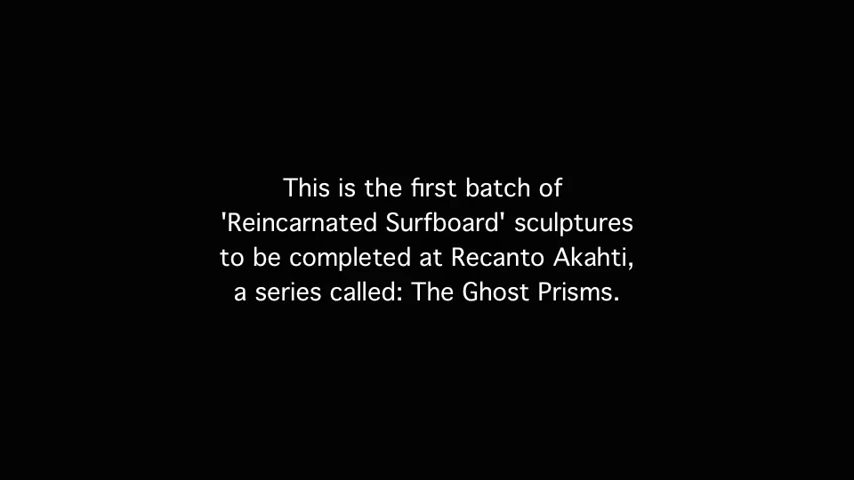 This is the first batch of
'Reincarnated Surfboard' sculptures
to be completed at Recanto Akahti,
a series called: The Ghost Prisms.